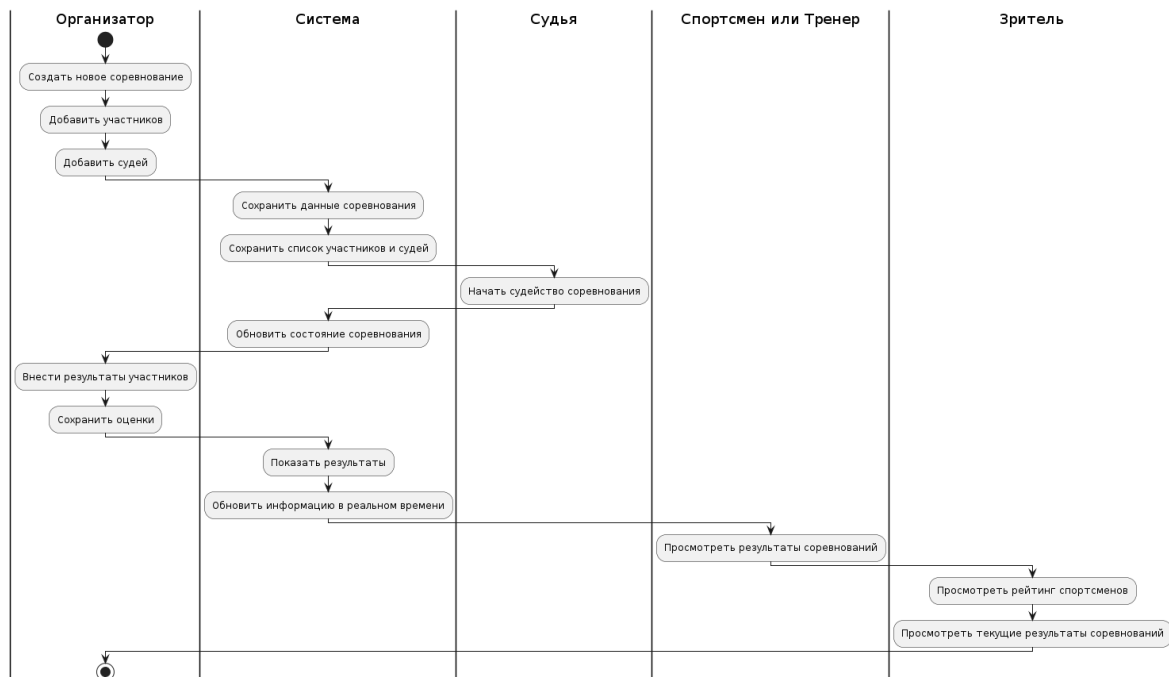 Организатор
Система
Судья
Спортсмен или Тренер
Зритель
Создать новое соревнование
Добавить участников
Добавить судей
Сохранить данные соревнования
Сохранить список участников и судей
Начать судейство соревнования
Обновить состояние соревнования
Внести результаты участников
Сохранить оценки
Показать результаты
Обновить информацию в реальном времени
Просмотреть результаты соревнований
Просмотреть рейтинг спортсменов
Просмотреть текущие результаты соревнований